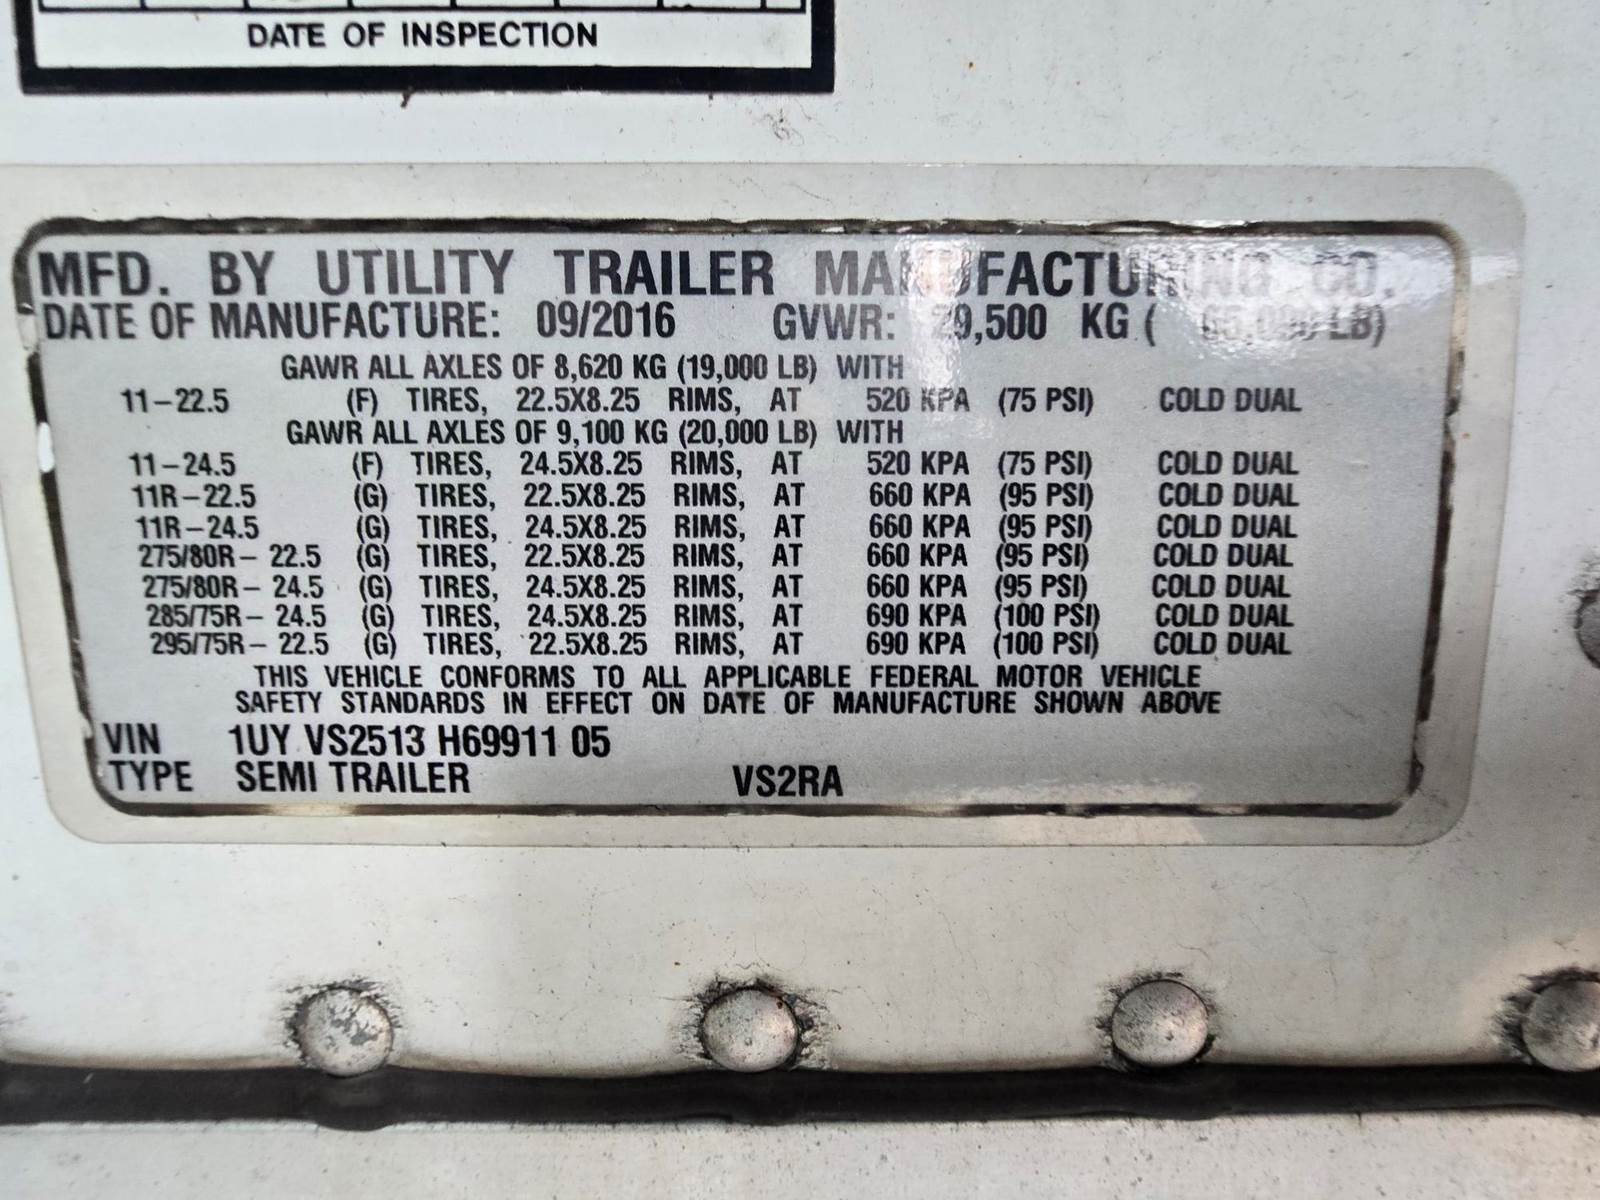 DATE OF INSPECTION
MFD. BY UTILITY TRAILER MANUFACTURING CO.
DATE OF MANUFACTURE: 09/2016 GVWR: 29,500 KG ( 65,000 LB)
GAWR ALL AXLES OF 8,620 KG (19,000 LB) WITH
11-22.5 (F) TIRES, 22.5X8.25 RIMS, AT 520 KPA (75 PSI) COLD DUAL
GAWR ALL AXLES OF 9,100 KG (20,000 LB) WITH
11-24.5 (F) TIRES, 24.5X8.25 RIMS, AT 520 KPA (75 PSI) COLD DUAL
11R-22.5 (G) TIRES, 22.5X8.25 RIMS, AT 660 KPA (95 PSI) COLD DUAL
11R-24.5 (G) TIRES, 24.5X8.25 RIMS, AT 660 KPA (95 PSI) COLD DUAL
275/80R- 22.5 (G) TIRES, 22.5X8.25 RIMS, AT 660 KPA (95 PSI) COLD DUAL
275/80R- 24.5 (G) TIRES, 24.5X8.25 RIMS, AT 660 KPA (95 PSI) COLD DUAL
285/75R- 24.5 (G) TIRES, 24.5X8.25 RIMS, AT 690 KPA (100 PSI) COLD DUAL
295/75R- 22.5 (G) TIRES, 22.5X8.25 RIMS, AT 690 KPA (100 PSI) COLD DUAL
THIS VEHICLE CONFORMS TO ALL APPLICABLE FEDERAL MOTOR VEHICLE
SAFETY STANDARDS IN EFFECT ON DATE OF MANUFACTURE SHOWN ABOVE
VIN 1UY VS2513 H69911 05
TYPE SEMI TRAILER VS2RA